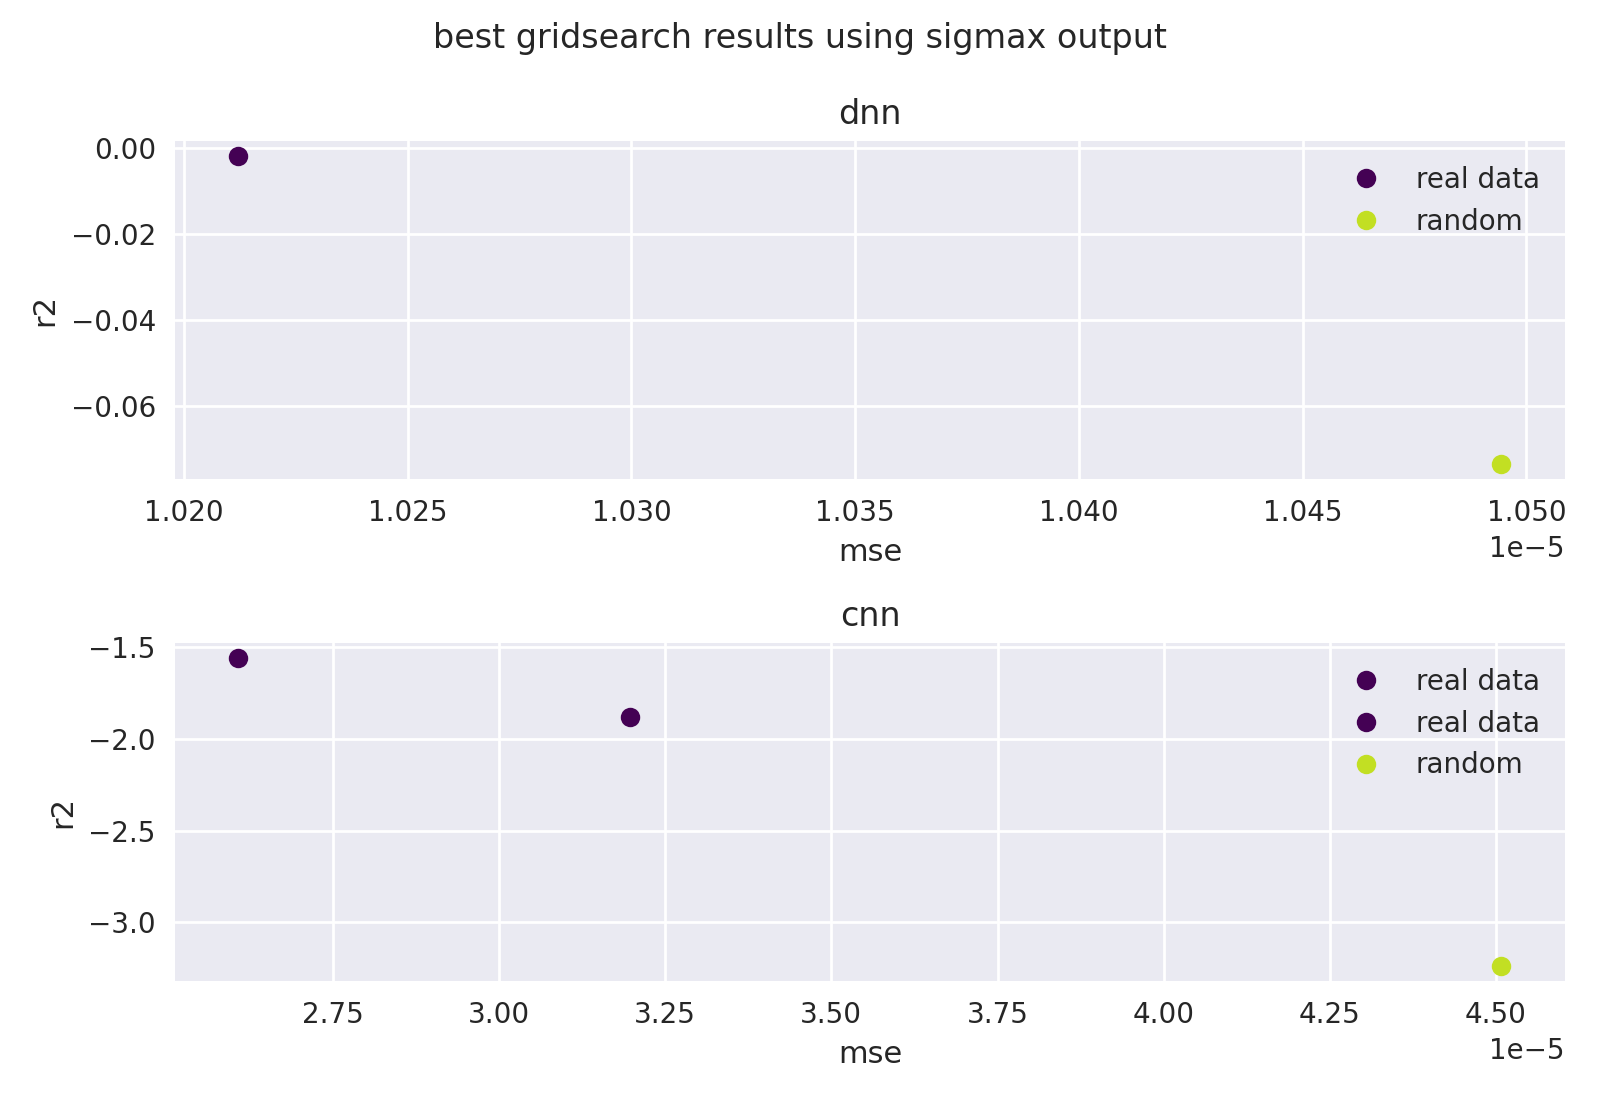 best gridsearch results using sigmax output
dnn
0.00
−0.02
−0.04
−0.06
r2
real data
random
1.020 1.025 1.030 1.035 1.040 1.045 1.050
1e−5
mse
cnn
−1.5
−2.0
−2.5
−3.0
r2
real data
real data
random
2.75 3.00 3.25 3.50 3.75 4.00 4.25 4.50
1e−5
mse